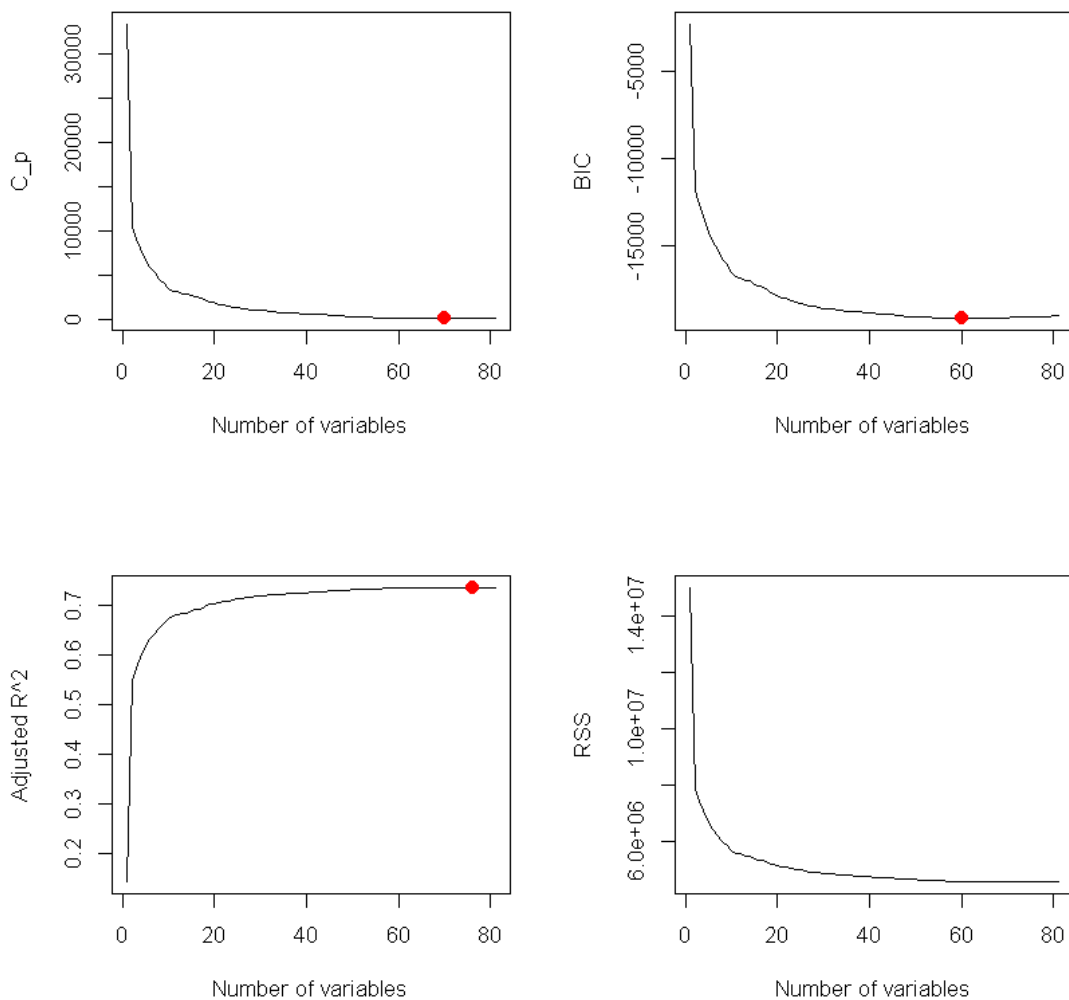 C_p
30000
20000
10000
0
0 20 40 60 80
Number of variables
BIC
-5000
-10000
-15000
0 20 40 60 80
Number of variables
Adjusted R^2
0.7
0.6
0.5
0.4
0.3
0.2
0 20 40 60 80
Number of variables
RSS
1.4e+07
1.0e+07
6.0e+06
0 20 40 60 80
Number of variables